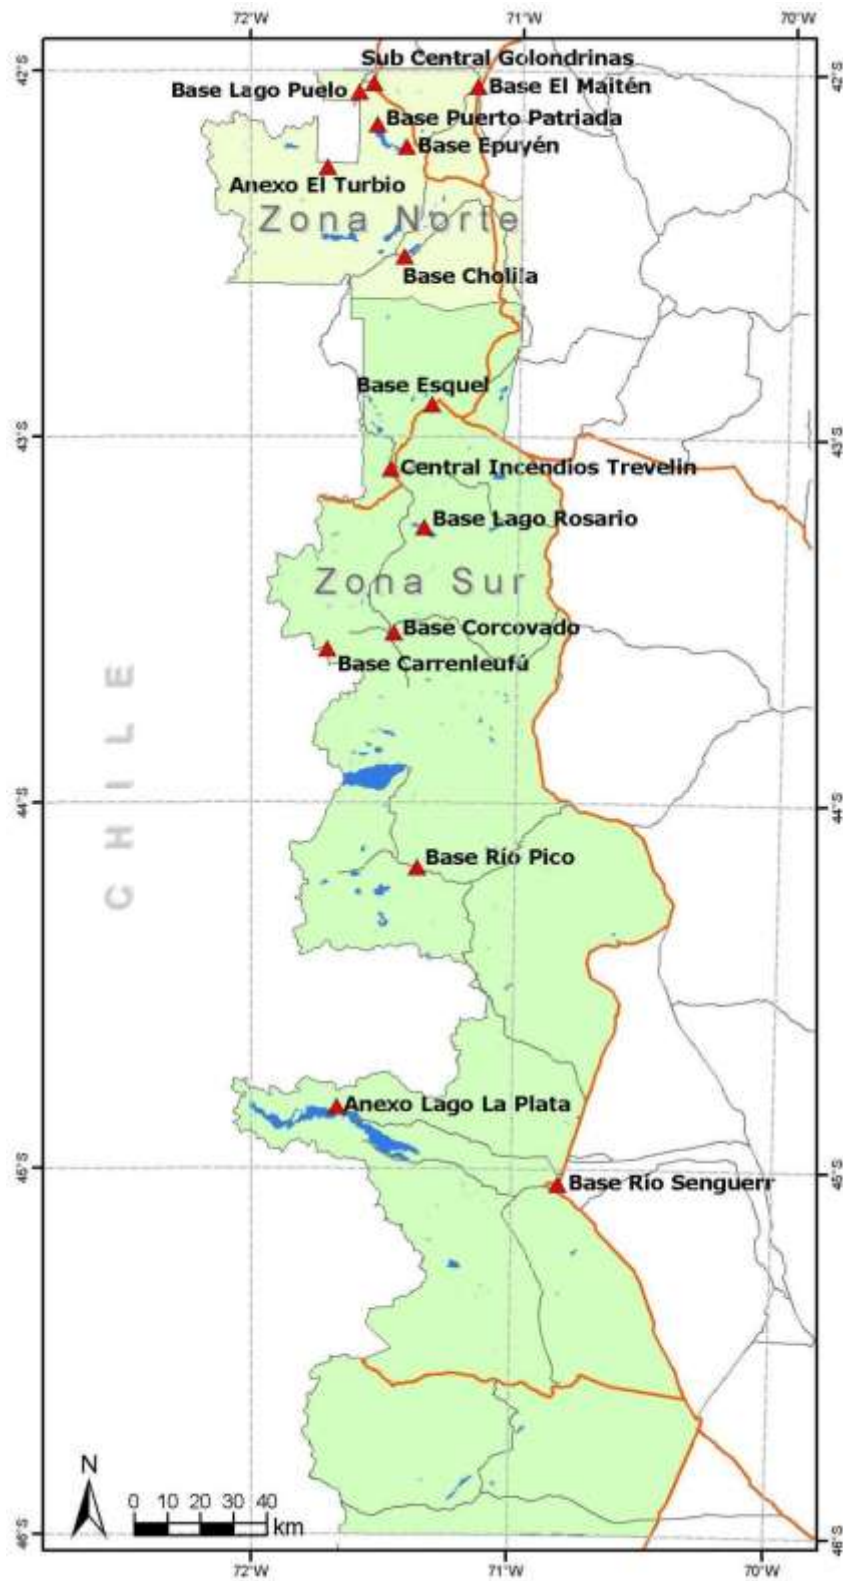 72°W
71°W
70°W
42°S
42°S
Sub Central Golondrinas
Base Lago Puelo
Base El Maitén
Base Puerto Patriada
Base Epuyén
Anexo El Turbio
Zona Norte
Base Cholila
Base Esquel
43°S
43°S
Central Incendios Trevelin
Base Lago Rosario
Zona Sur
Base Corcovado
Base Carrenleufú
CHILE
44°S
44°S
Base Río Pico
Anexo Lago La Plata
45°S
45°S
Base Río Senguerr
N
0 10 20 30 40
km
46°S
46°S
72°W
71°W
70°W